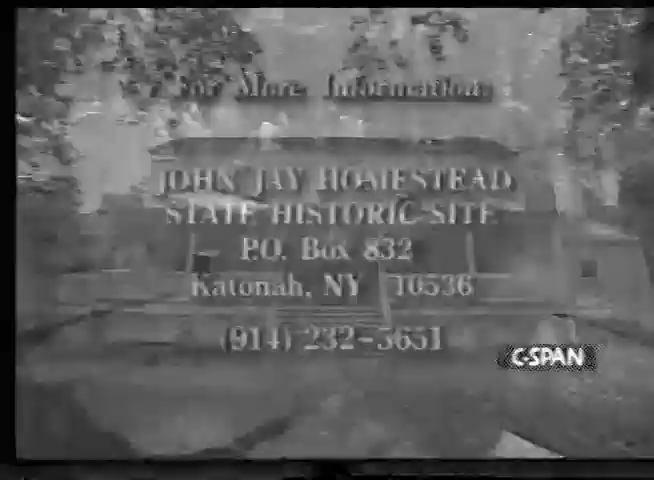 For More Information:
JOHN JAY HOMESTEAD
STATE HISTORIC SITE
P.O. Box 832
Katonah, NY 10536
(914) 232-5651
C-SPAN